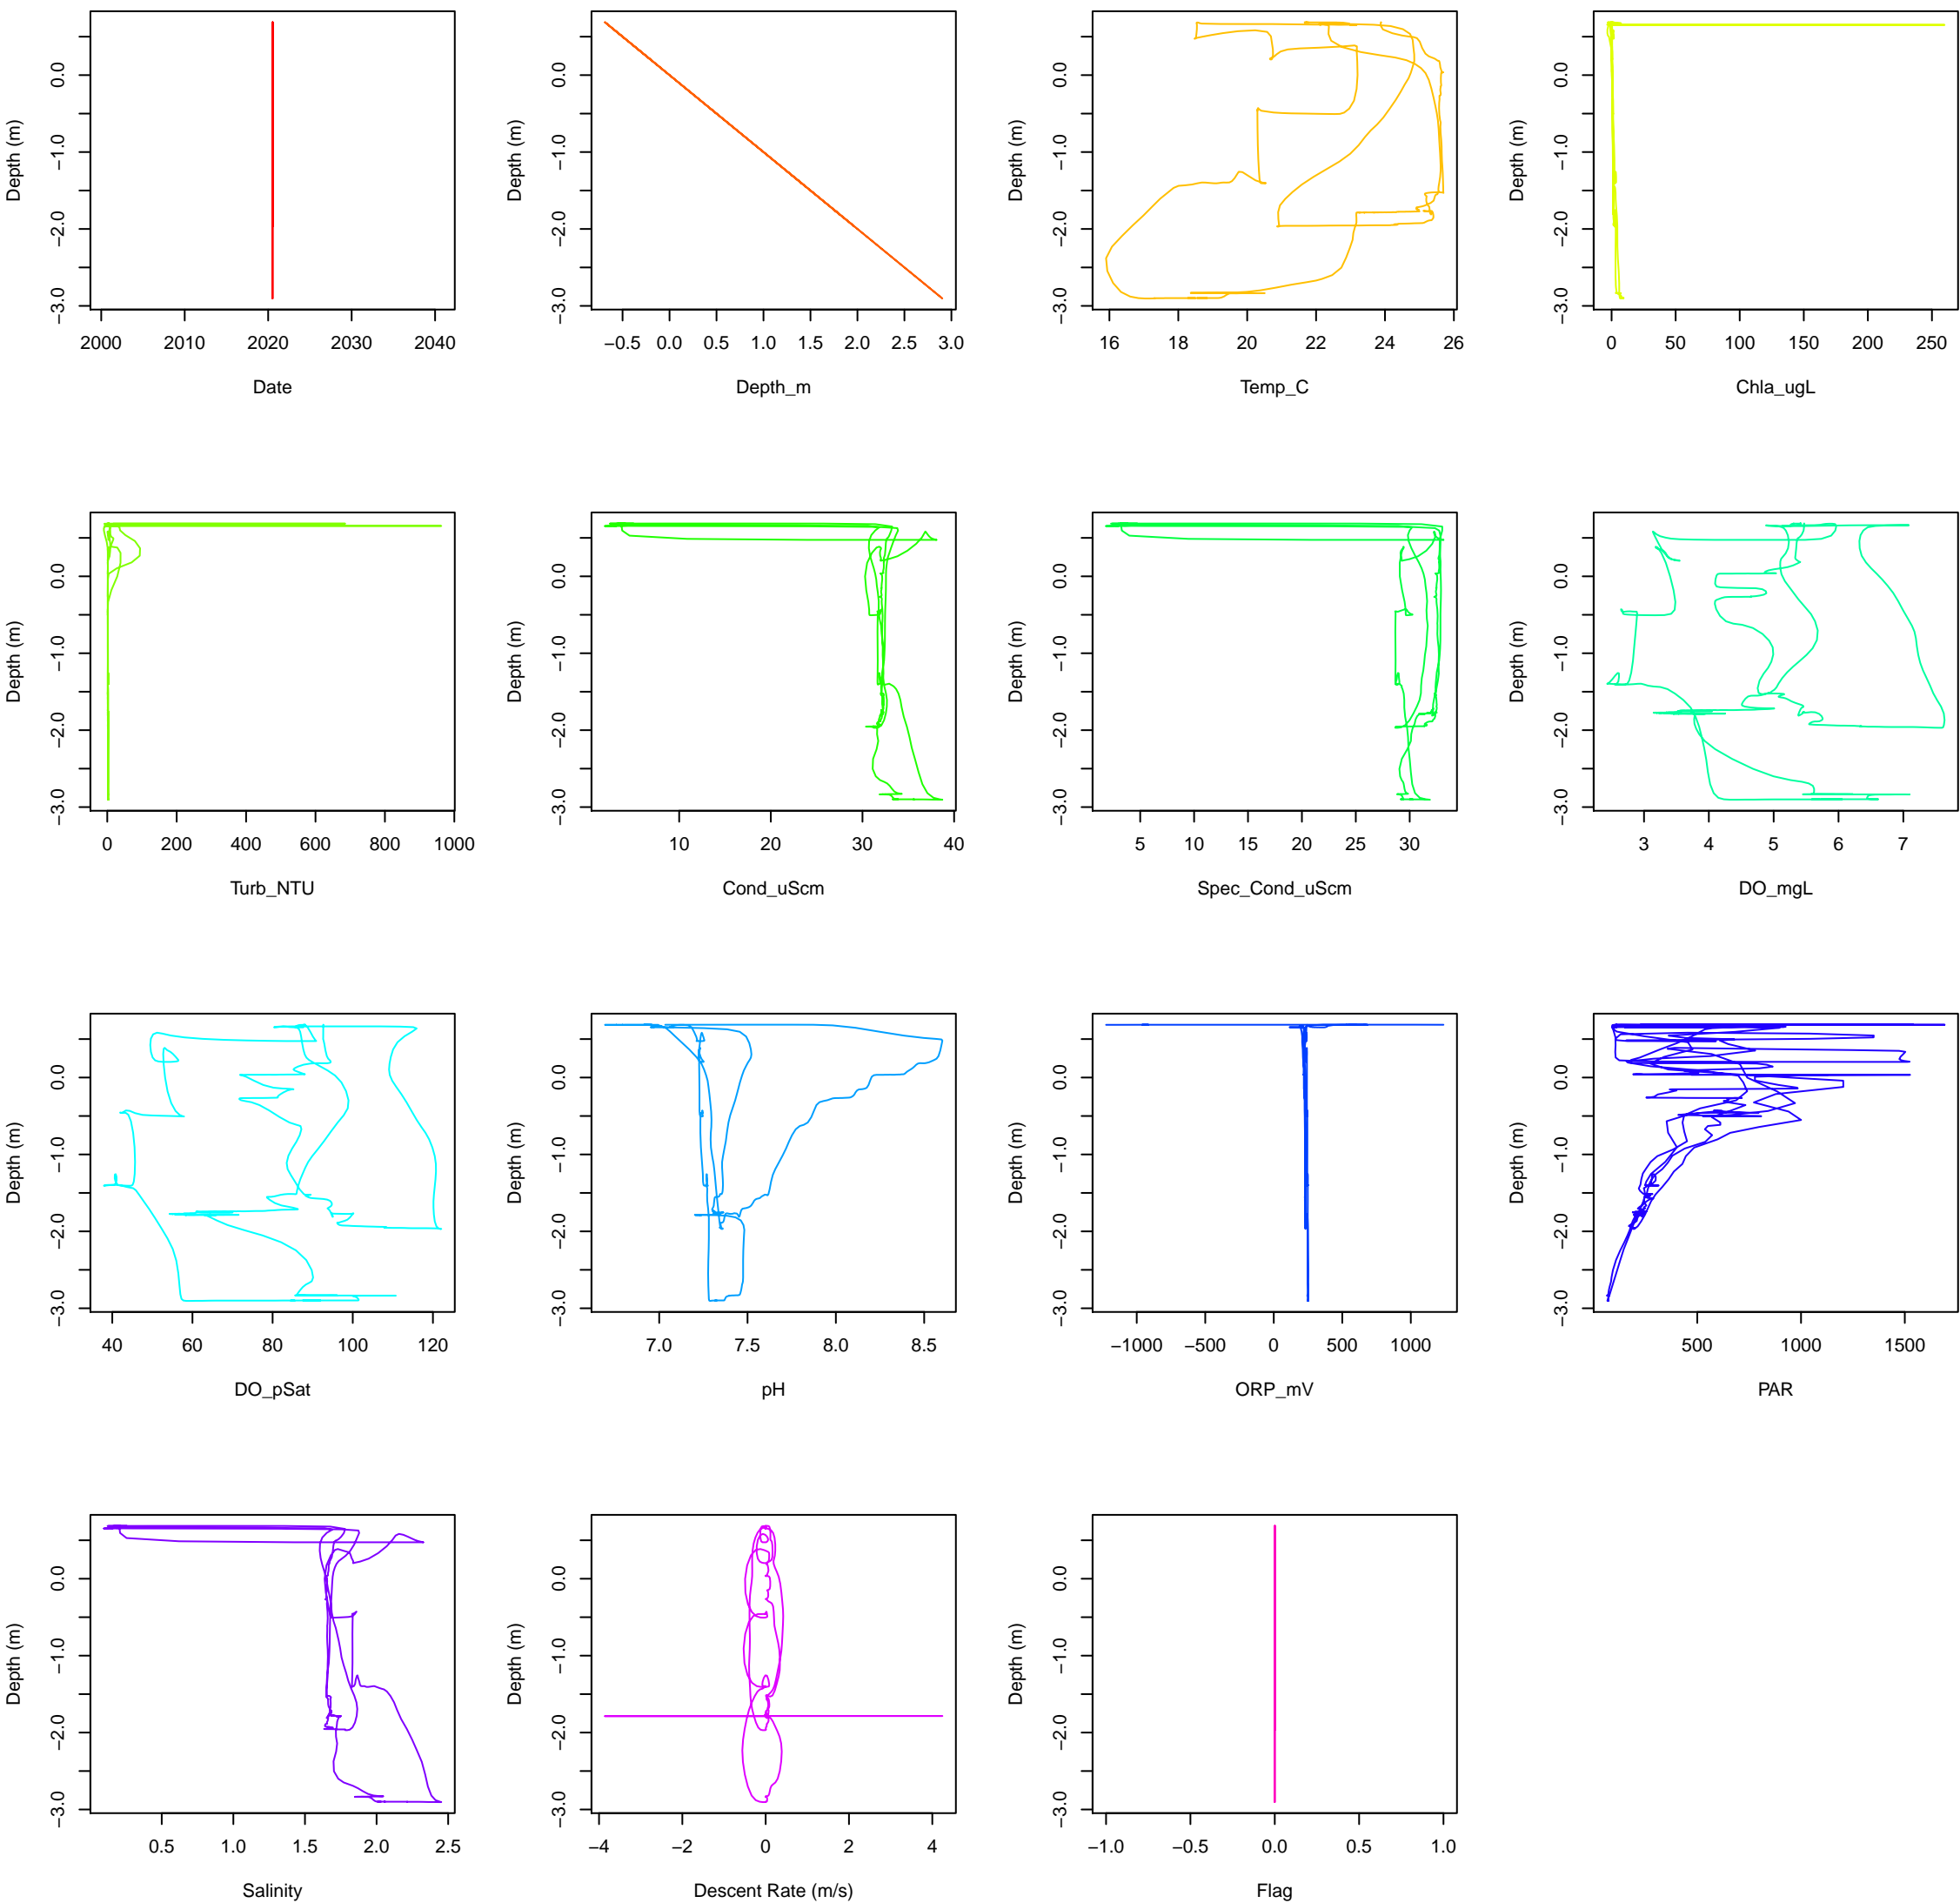 Depth (m)
0.0
−1.0
−2.0
−3.0
2000 2010 2020 2030 2040
Date
Depth (m)
0.0
−1.0
−2.0
−3.0
−0.5 0.0 0.5 1.0 1.5 2.0 2.5 3.0
Depth_m
Depth (m)
0.0
−1.0
−2.0
−3.0
16 18 20 22 24 26
Temp_C
Depth (m)
0.0
−1.0
−2.0
−3.0
0 50 100 150 200 250
Chla_ugL
Depth (m)
0.0
−1.0
−2.0
−3.0
0 200 400 600 800 1000
Turb_NTU
Depth (m)
0.0
−1.0
−2.0
−3.0
10 20 30 40
Cond_uScm
Depth (m)
0.0
−1.0
−2.0
−3.0
5 10 15 20 25 30
Spec_Cond_uScm
Depth (m)
0.0
−1.0
−2.0
−3.0
3 4 5 6 7
DO_mgL
Depth (m)
0.0
−1.0
−2.0
−3.0
40 60 80 100 120
DO_pSat
Depth (m)
0.0
−1.0
−2.0
−3.0
7.0 7.5 8.0 8.5
pH
Depth (m)
0.0
−1.0
−2.0
−3.0
−1000 −500 0 500 1000
ORP_mV
Depth (m)
0.0
−1.0
−2.0
−3.0
500 1000 1500
PAR
Depth (m)
0.0
−1.0
−2.0
−3.0
0.5 1.0 1.5 2.0 2.5
Salinity
Depth (m)
0.0
−1.0
−2.0
−3.0
−4 −2 0 2 4
Descent Rate (m/s)
Depth (m)
0.0
−1.0
−2.0
−3.0
−1.0 −0.5 0.0 0.5 1.0
Flag